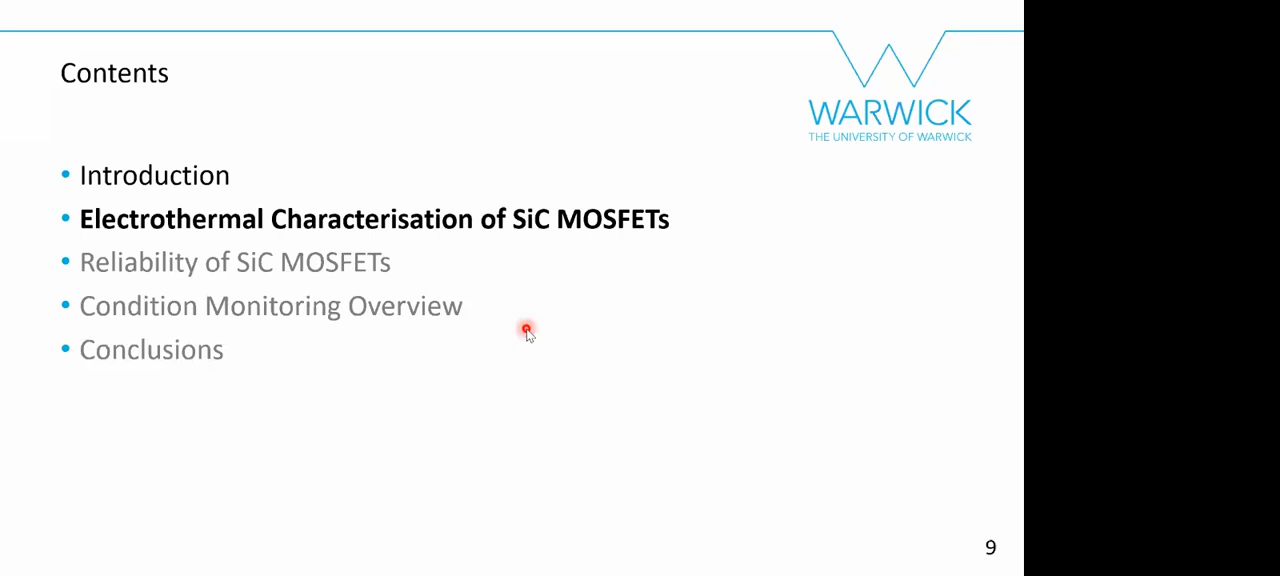 Contents
WARWICK
THE UNIVERSITY OF WARWICK
• Introduction
• Electrothermal Characterisation of SiC MOSFETs
• Reliability of SiC MOSFETs
• Condition Monitoring Overview
• Conclusions
9